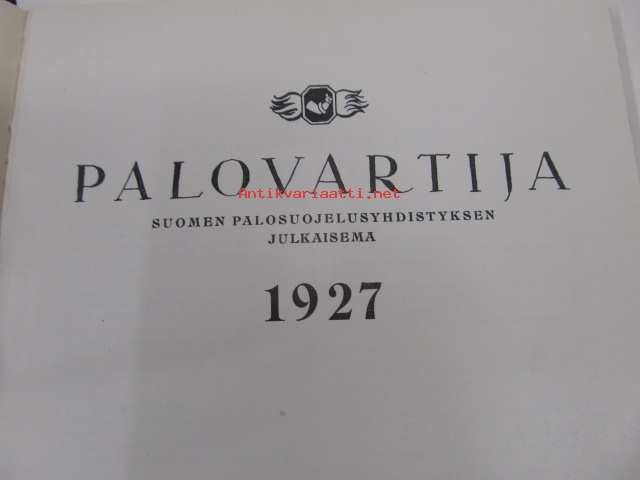 PALOVARTIJA
Antikvariaatti.net
SUOMEN PALOSUOJELUSYHDISTYKSEN
JULKAISEMA
1927